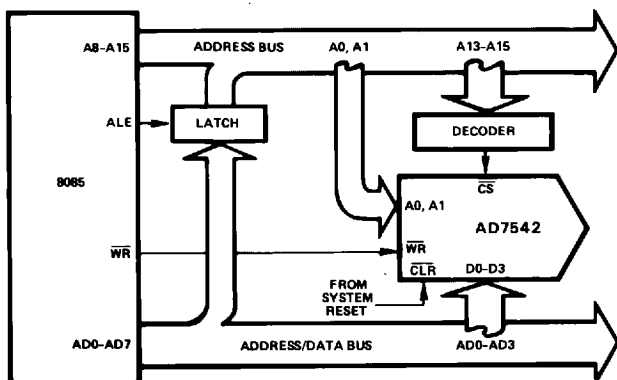 A8–A15
ADDRESS BUS
A0, A1
A13–A15
ALE
LATCH
DECODER
8085
CS
A0, A1
AD7542
WR
WR
CLR
D0–D3
FROM
SYSTEM
RESET
AD0–AD7
ADDRESS/DATA BUS
AD0–AD3